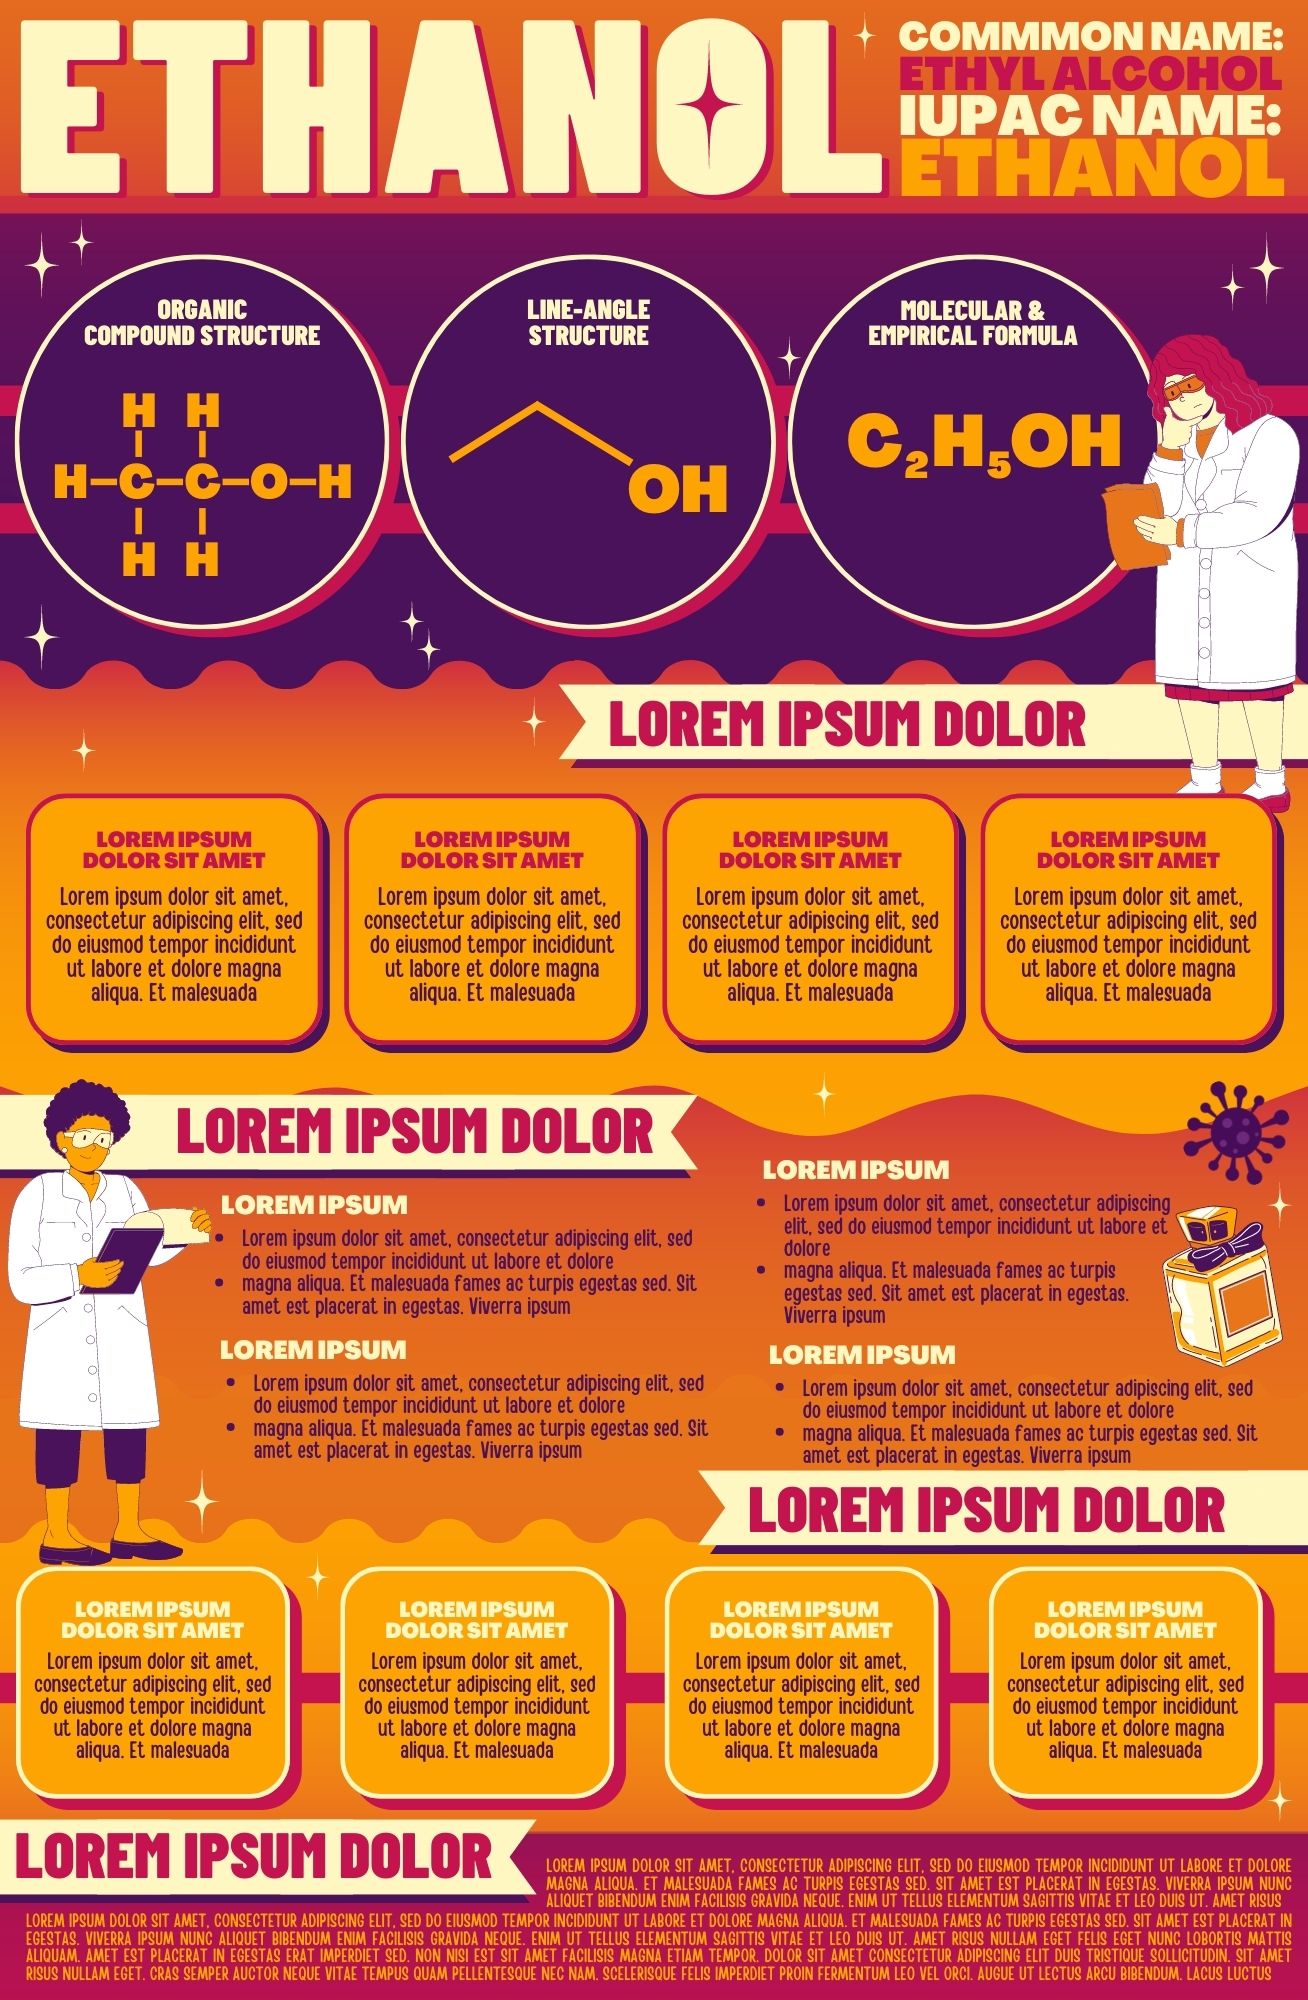 ETHANOL
COMMMON NAME:
ETHYL ALCOHOL
IUPAC NAME:
ETHANOL
ORGANIC
COMPOUND STRUCTURE
H H
H-C-C-O-H
H H
LINE-ANGLE
STRUCTURE
OH
MOLECULAR &
EMPIRICAL FORMULA
C₂H₅OH
LOREM IPSUM DOLOR
LOREM IPSUM
DOLOR SIT AMET
Lorem ipsum dolor sit amet,
consectetur adipiscing elit, sed
do eiusmod tempor incididunt
ut labore et dolore magna
aliqua. Et malesuada
LOREM IPSUM
DOLOR SIT AMET
Lorem ipsum dolor sit amet,
consectetur adipiscing elit, sed
do eiusmod tempor incididunt
ut labore et dolore magna
aliqua. Et malesuada
LOREM IPSUM
DOLOR SIT AMET
Lorem ipsum dolor sit amet,
consectetur adipiscing elit, sed
do eiusmod tempor incididunt
ut labore et dolore magna
aliqua. Et malesuada
LOREM IPSUM
DOLOR SIT AMET
Lorem ipsum dolor sit amet,
consectetur adipiscing elit, sed
do eiusmod tempor incididunt
ut labore et dolore magna
aliqua. Et malesuada
LOREM IPSUM DOLOR
LOREM IPSUM
• Lorem ipsum dolor sit amet, consectetur adipiscing elit, sed
do eiusmod tempor incididunt ut labore et dolore
• magna aliqua. Et malesuada fames ac turpis egestas sed. Sit
amet est placerat in egestas. Viverra ipsum
LOREM IPSUM
• Lorem ipsum dolor sit amet, consectetur adipiscing elit, sed
do eiusmod tempor incididunt ut labore et dolore
• magna aliqua. Et malesuada fames ac turpis egestas sed. Sit
amet est placerat in egestas. Viverra ipsum
LOREM IPSUM
• Lorem ipsum dolor sit amet, consectetur adipiscing
elit, sed do eiusmod tempor incididunt ut labore et
dolore
• magna aliqua. Et malesuada fames ac turpis
egestas sed. Sit amet est placerat in egestas.
Viverra ipsum
LOREM IPSUM
• Lorem ipsum dolor sit amet, consectetur adipiscing elit, sed
do eiusmod tempor incididunt ut labore et dolore
• magna aliqua. Et malesuada fames ac turpis egestas sed. Sit
amet est placerat in egestas. Viverra ipsum
LOREM IPSUM DOLOR
LOREM IPSUM
DOLOR SIT AMET
Lorem ipsum dolor sit amet,
consectetur adipiscing elit, sed
do eiusmod tempor incididunt
ut labore et dolore magna
aliqua. Et malesuada
LOREM IPSUM
DOLOR SIT AMET
Lorem ipsum dolor sit amet,
consectetur adipiscing elit, sed
do eiusmod tempor incididunt
ut labore et dolore magna
aliqua. Et malesuada
LOREM IPSUM
DOLOR SIT AMET
Lorem ipsum dolor sit amet,
consectetur adipiscing elit, sed
do eiusmod tempor incididunt
ut labore et dolore magna
aliqua. Et malesuada
LOREM IPSUM
DOLOR SIT AMET
Lorem ipsum dolor sit amet,
consectetur adipiscing elit, sed
do eiusmod tempor incididunt
ut labore et dolore magna
aliqua. Et malesuada
LOREM IPSUM DOLOR
LOREM IPSUM DOLOR SIT AMET, CONSECTETUR ADIPISCING ELIT, SED DO EIUSMOD TEMPOR INCIDIDUNT UT LABORE ET DOLORE
MAGNA ALIQUA. ET MALESUADA FAMES AC TURPIS EGESTAS SED. SIT AMET EST PLACERAT IN EGESTAS. VIVERRA IPSUM NUNC
ALIQUET BIBENDUM ENIM FACILISIS GRAVIDA NEQUE. ENIM UT TELLUS ELEMENTUM SAGITTIS VITAE ET LEO DUIS UT. AMET RISUS
LOREM IPSUM DOLOR SIT AMET, CONSECTETUR ADIPISCING ELIT, SED DO EIUSMOD TEMPOR INCIDIDUNT UT LABORE ET DOLORE MAGNA ALIQUA. ET MALESUADA FAMES AC TURPIS EGESTAS SED. SIT AMET EST PLACERAT IN
EGESTAS. VIVERRA IPSUM NUNC ALIQUET BIBENDUM ENIM FACILISIS GRAVIDA NEQUE. ENIM UT TELLUS ELEMENTUM SAGITTIS VITAE ET LEO DUIS UT. AMET RISUS NULLAM EGET FELIS EGET NUNC LOBORTIS MATTIS
ALIQUAM. AMET EST PLACERAT IN EGESTAS ERAT IMPERDIET SED. NON NISI EST SIT AMET FACILISIS MAGNA ETIAM TEMPOR. DOLOR SIT AMET CONSECTETUR ADIPISCING ELIT DUIS TRISTIQUE SOLLICITUDIN. SIT AMET
RISUS NULLAM EGET. CRAS SEMPER AUCTOR NEQUE VITAE TEMPUS QUAM PELLENTESQUE NEC NAM. SCELERISQUE FELIS IMPERDIET PROIN FERMENTUM LEO VEL ORCI. AUGUE UT LECTUS ARCU BIBENDUM. LACUS LUCTUS